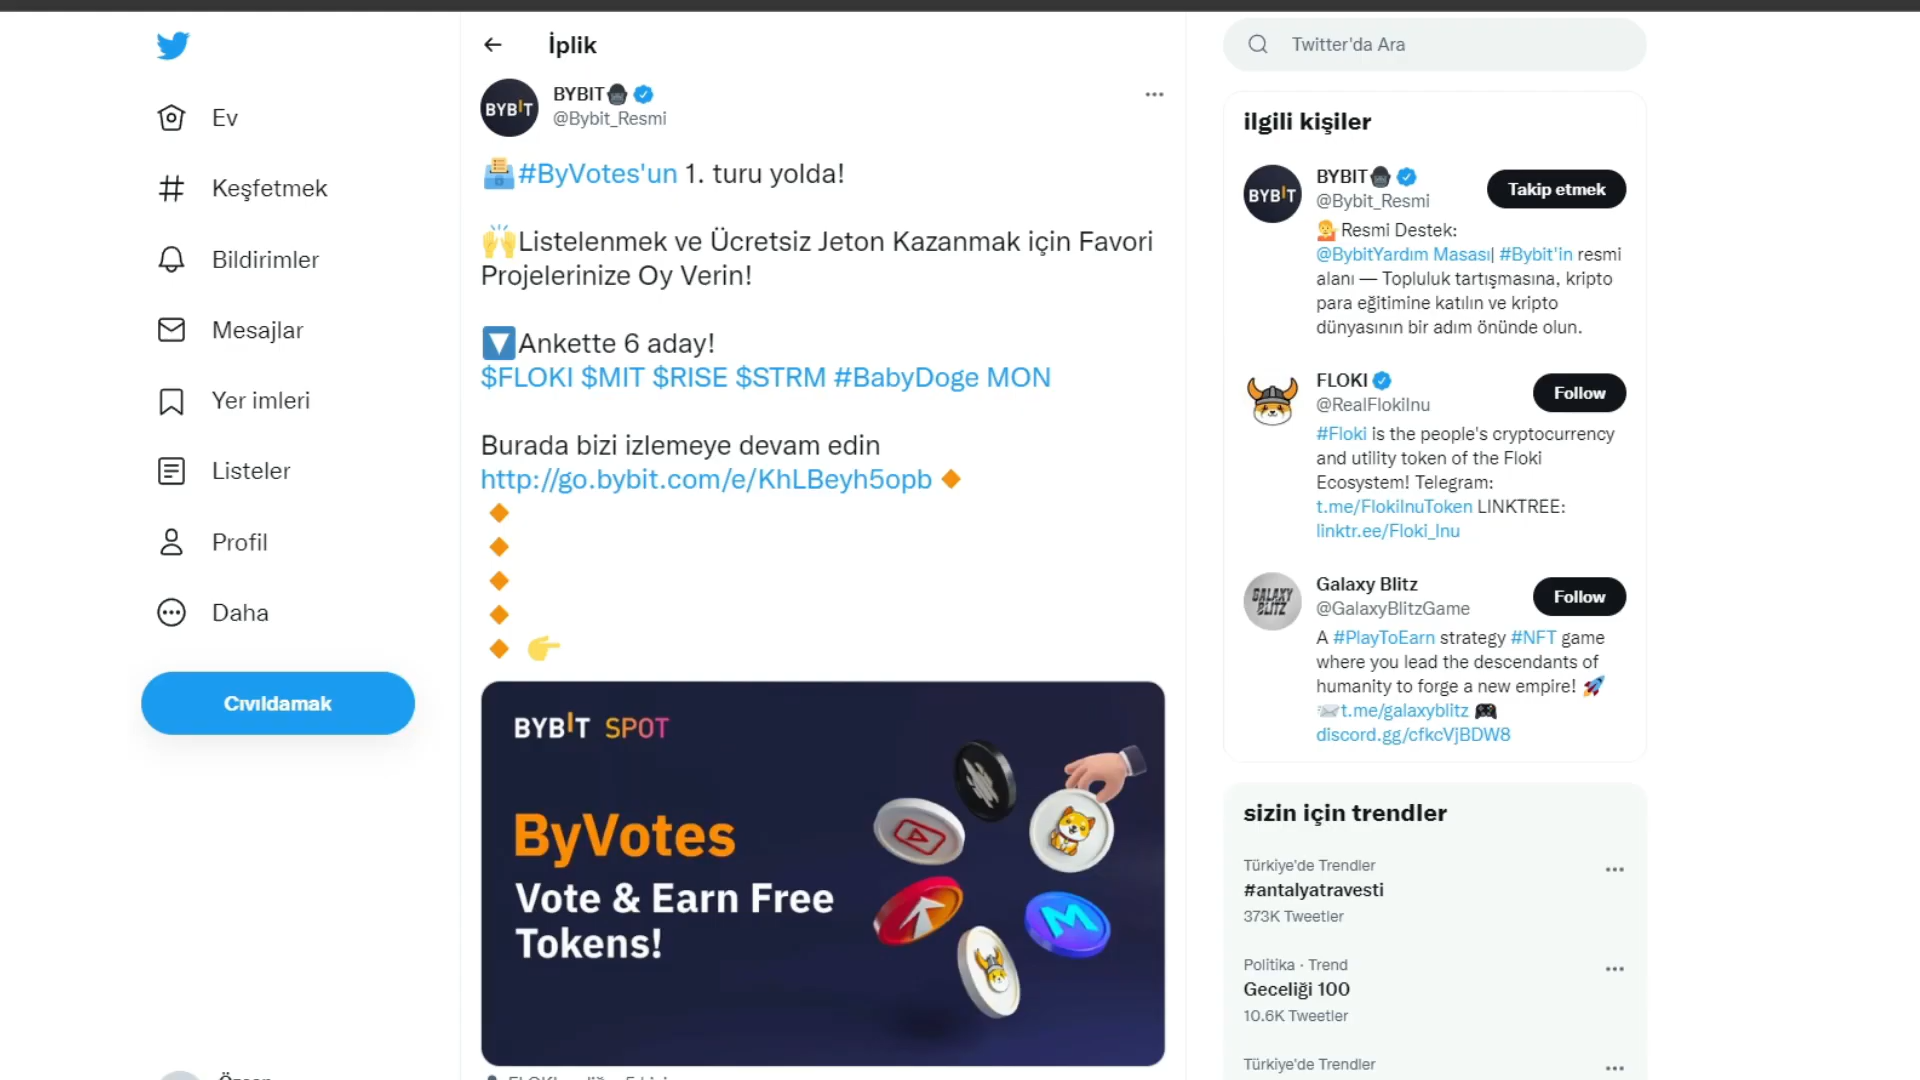 Ev
Keşfetmek
Bildirimler
Mesajlar
Yer imleri
Listeler
Profil
Daha
Cıvıldamak
İplik
BYBIT
@Bybit_Resmi
#ByVotes'un 1. turu yolda!
Listelenmek ve Ücretsiz Jeton Kazanmak için Favori
Projelerinize Oy Verin!
Ankette 6 aday!
$FLOKI $MIT $RISE $STRM #BabyDoge MON
Burada bizi izlemeye devam edin
http://go.bybit.com/e/KhLBeyh5opb
BYBIT SPOT
ByVotes
Vote & Earn Free
Tokens!
Twitter'da Ara
ilgili kişiler
BYBIT
@Bybit_Resmi
Takip etmek
Resmi Destek:
@BybitYardım Masası| #Bybit'in resmi
alanı — Topluluk tartışmasına, kripto
para eğitimine katılın ve kripto
dünyasının bir adım önünde olun.
FLOKI
@RealFlokiInu
Follow
#Floki is the people's cryptocurrency
and utility token of the Floki
Ecosystem! Telegram:
t.me/FlokiInuToken LINKTREE:
linktr.ee/Floki_Inu
Galaxy Blitz
@GalaxyBlitzGame
Follow
A #PlayToEarn strategy #NFT game
where you lead the descendants of
humanity to forge a new empire!
t.me/galaxyblitz
discord.gg/cfkcVjBDW8
sizin için trendler
Türkiye'de Trendler
#antalyatravesti
373K Tweetler
Politika · Trend
Geceliği 100
10.6K Tweetler
Türkiye'de Trendler